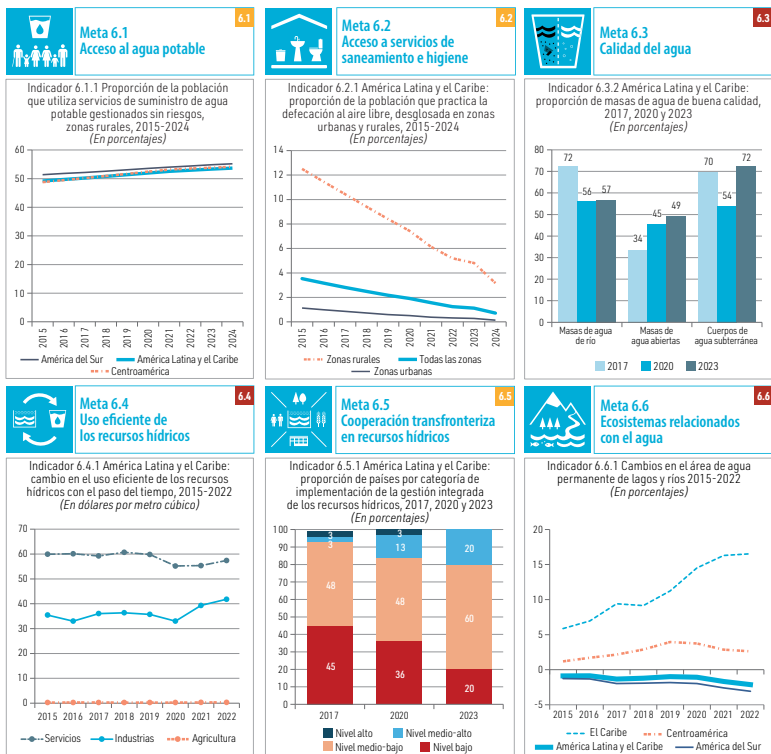 Meta 6.1
Acceso al agua potable
6.1
Indicador 6.1.1 Proporción de la población
que utiliza servicios de suministro de agua
potable gestionados sin riesgos,
zonas rurales, 2015-2024
(En porcentajes)
60
50
40
30
20
10
0
2015
2016
2017
2018
2019
2020
2021
2022
2023
2024
América del Sur
América Latina y el Caribe
Centroamérica
Meta 6.2
Acceso a servicios de
saneamiento e higiene
6.2
Indicador 6.2.1 América Latina y el Caribe:
proporción de la población que practica la
defecación al aire libre, desglosada en zonas
urbanas y rurales, 2015-2024
(En porcentajes)
14
12
10
8
6
4
2
0
2015
2016
2017
2018
2019
2020
2021
2022
2023
2024
Zonas rurales
Todas las zonas
Zonas urbanas
Meta 6.3
Calidad del agua
6.3
Indicador 6.3.2 América Latina y el Caribe:
proporción de masas de agua de buena calidad,
2017, 2020 y 2023
(En porcentajes)
80
70
60
50
40
30
20
10
0
72
56
57
34
45
49
70
54
72
Masas de agua
de río
Masas de
agua abiertas
Cuerpos de
agua subterránea
2017
2020
2023
Meta 6.4
Uso eficiente de
los recursos hídricos
6.4
Indicador 6.4.1 América Latina y el Caribe:
cambio en el uso eficiente de los recursos
hídricos con el paso del tiempo, 2015-2022
(En dólares por metro cúbico)
70
60
50
40
30
20
10
0
2015 2016 2017 2018 2019 2020 2021 2022
Servicios
Industrias
Agricultura
Meta 6.5
Cooperación transfronteriza
en recursos hídricos
6.5
Indicador 6.5.1 América Latina y el Caribe:
proporción de países por categoría de
implementación de la gestión integrada
de los recursos hídricos, 2017, 2020 y 2023
(En porcentajes)
100
90
80
70
60
50
40
30
20
10
0
3
3
48
45
3
13
48
36
20
60
20
2017
2020
2023
Nivel alto
Nivel medio-alto
Nivel medio-bajo
Nivel bajo
Meta 6.6
Ecosistemas relacionados
con el agua
6.6
Indicador 6.6.1 Cambios en el área de agua
permanente de lagos y ríos 2015-2022
(En porcentajes)
20
15
10
5
0
-5
2015 2016 2017 2018 2019 2020 2021 2022
El Caribe
Centroamérica
América Latina y el Caribe
América del Sur